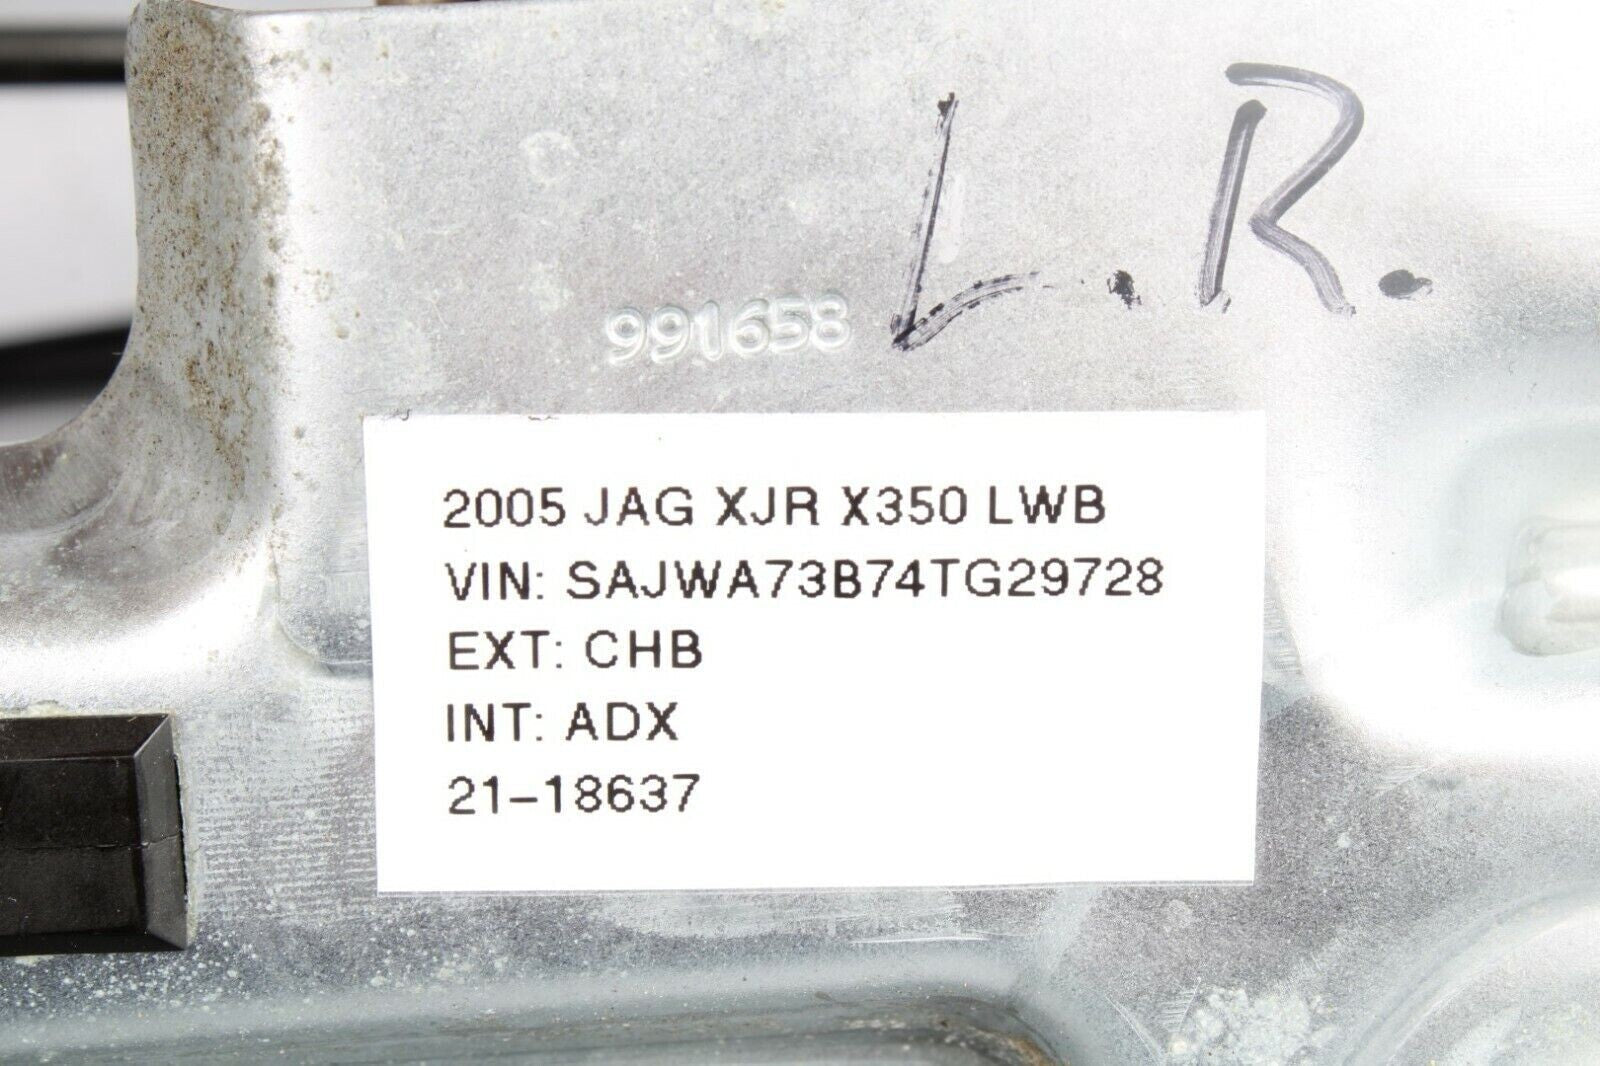 L.R.
991658
2005 JAG XJR X350 LWB
VIN: SAJWA73B74TG29728
EXT: CHB
INT: ADX
21-18637